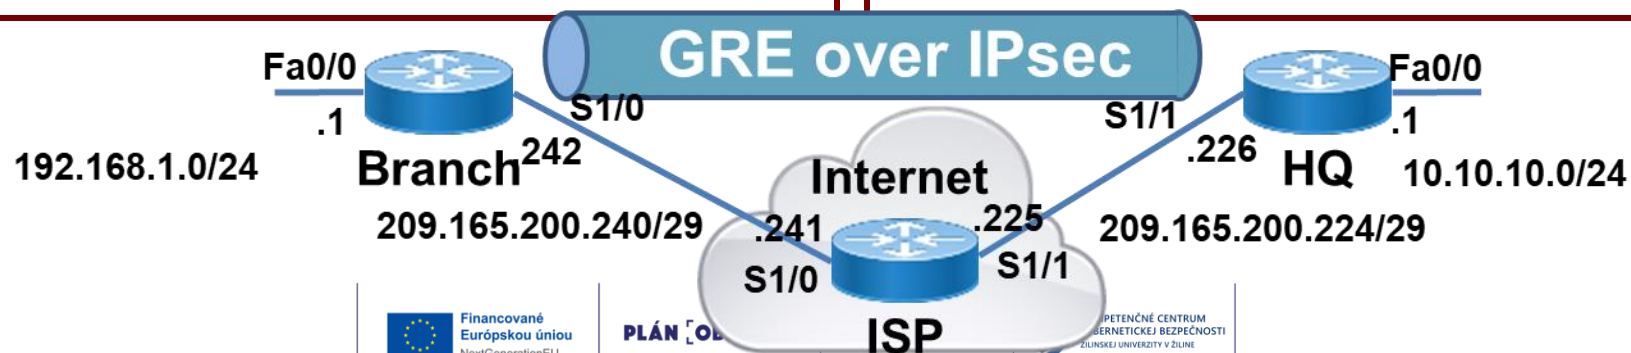 GRE over IPsec
Fa0/0
Fa0/0
S1/0
S1/1
.1
.1
.242
.226
192.168.1.0/24
Branch
Internet
HQ
10.10.10.0/24
209.165.200.240/29
.241
.225
209.165.200.224/29
S1/0
S1/1
ISP
Financované
Európskou úniou
NextGenerationEU
PLÁN
CENTRUM
BEZPEČNOSTI
ŽILINSKEJ UNIVERZITY V ŽILINE